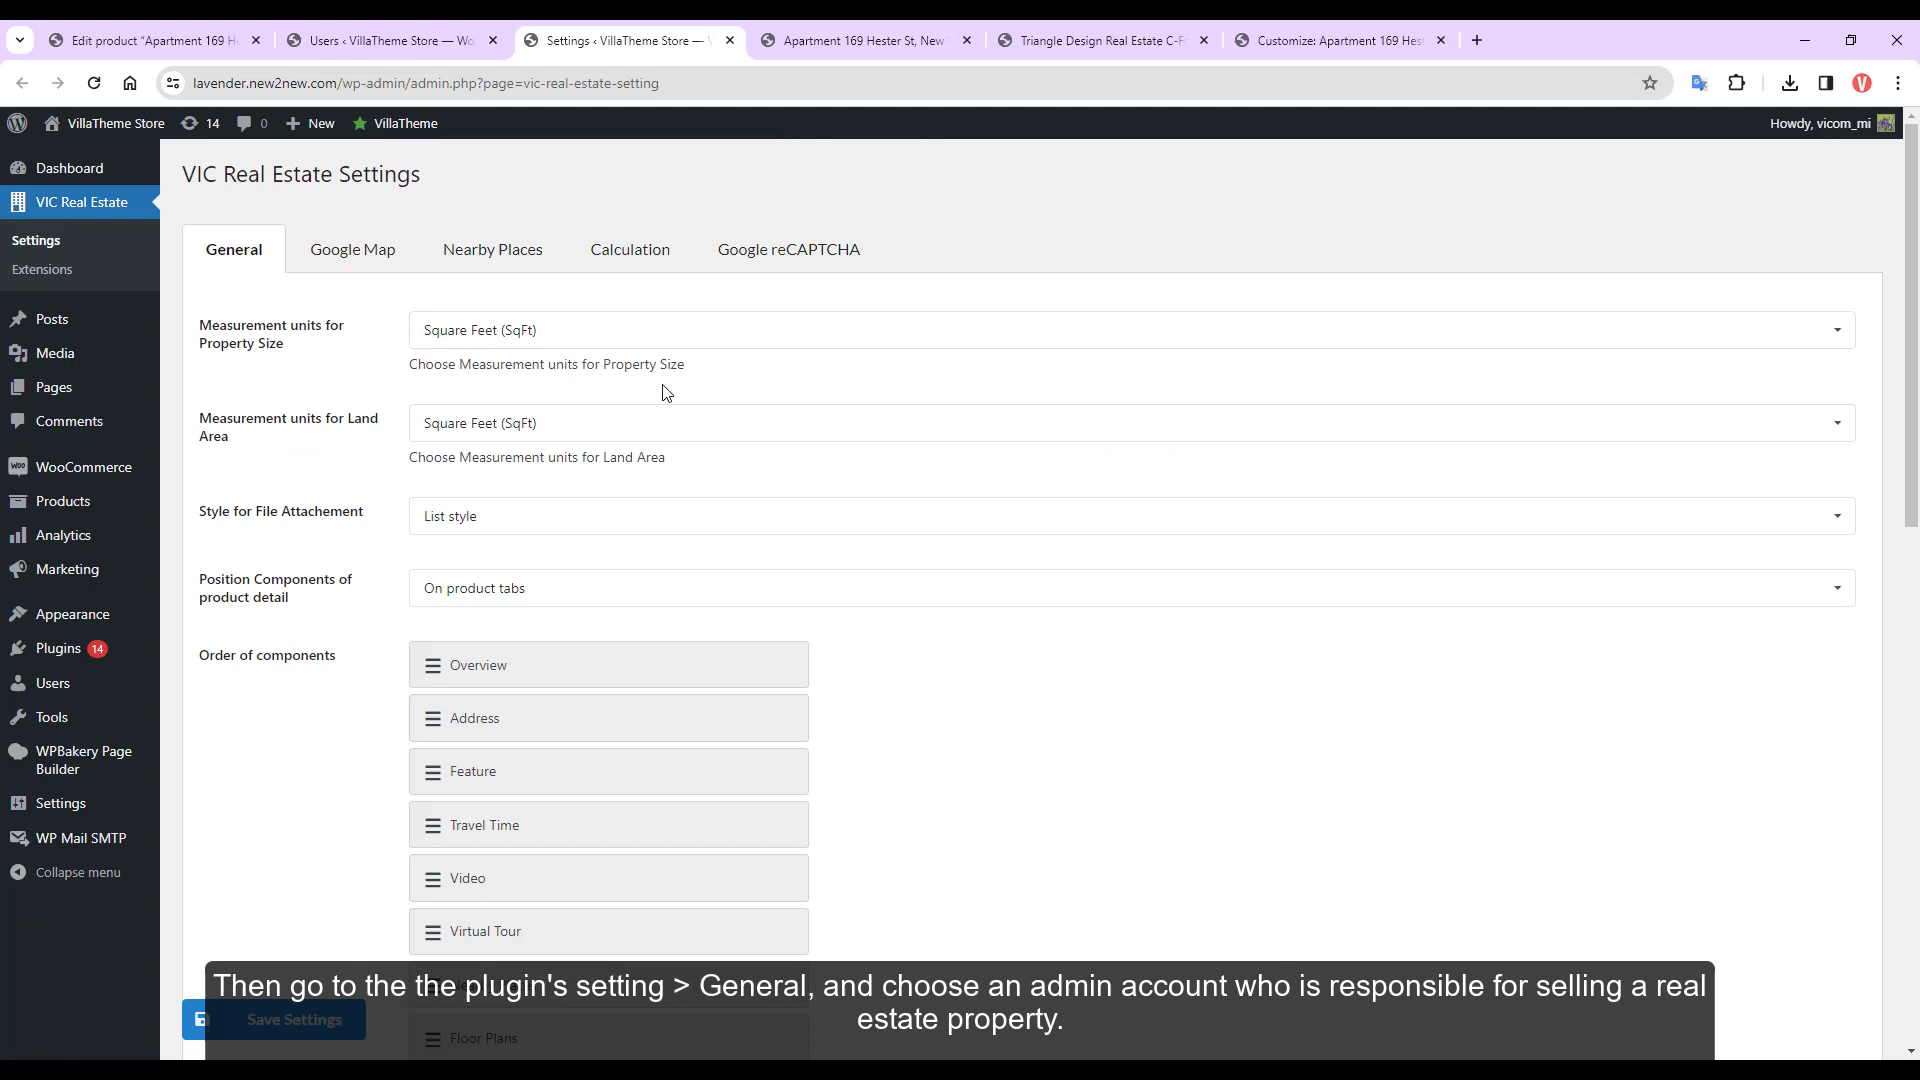 Edit product “Apartment 169 H
Users ‹ VillaTheme Store — Wo
Settings ‹ VillaTheme Store —
Apartment 169 Hester St, New
Triangle Design Real Estate C-F
Customize: Apartment 169 Hes
lavender.new2new.com/wp-admin/admin.php?page=vic-real-estate-setting
VillaTheme Store
14
0
New
VillaTheme
Howdy, vicom_mi
Dashboard
VIC Real Estate
Settings
Extensions
Posts
Media
Pages
Comments
WooCommerce
Products
Analytics
Marketing
Appearance
Plugins 14
Users
Tools
WPBakery Page
Builder
Settings
WP Mail SMTP
Collapse menu
VIC Real Estate Settings
General
Google Map
Nearby Places
Calculation
Google reCAPTCHA
Measurement units for
Property Size
Square Feet (SqFt)
Choose Measurement units for Property Size
Measurement units for Land
Area
Square Feet (SqFt)
Choose Measurement units for Land Area
Style for File Attachement
List style
Position Components of
product detail
On product tabs
Order of components
Overview
Address
Feature
Travel Time
Video
Virtual Tour
Floor Plans
Save Settings
Then go to the the plugin's setting > General, and choose an admin account who is responsible for selling a real
estate property.